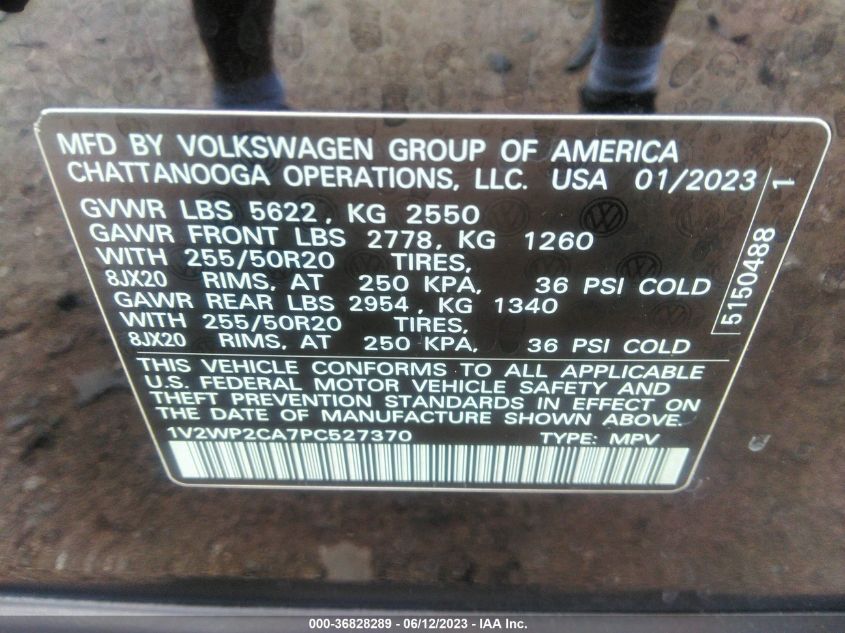 MFD BY VOLKSWAGEN GROUP OF AMERICA
CHATTANOOGA OPERATIONS, LLC. USA 01/2023
GVWR LBS 5622, KG 2550
GAWR FRONT LBS 2778, KG 1260
WITH 255/50R20 TIRES,
8JX20 RIMS, AT 250 KPA, 36 PSI COLD
GAWR REAR LBS 2954, KG 1340
WITH 255/50R20 TIRES,
8JX20 RIMS, AT 250 KPA, 36 PSI COLD
5150488 1
THIS VEHICLE CONFORMS TO ALL APPLICABLE
U.S. FEDERAL MOTOR VEHICLE SAFETY AND
THEFT PREVENTION STANDARDS IN EFFECT ON
THE DATE OF MANUFACTURE SHOWN ABOVE.
1V2WP2CA7PC527370 TYPE: MPV
000-36828289 - 06/12/2023 - IAA Inc.